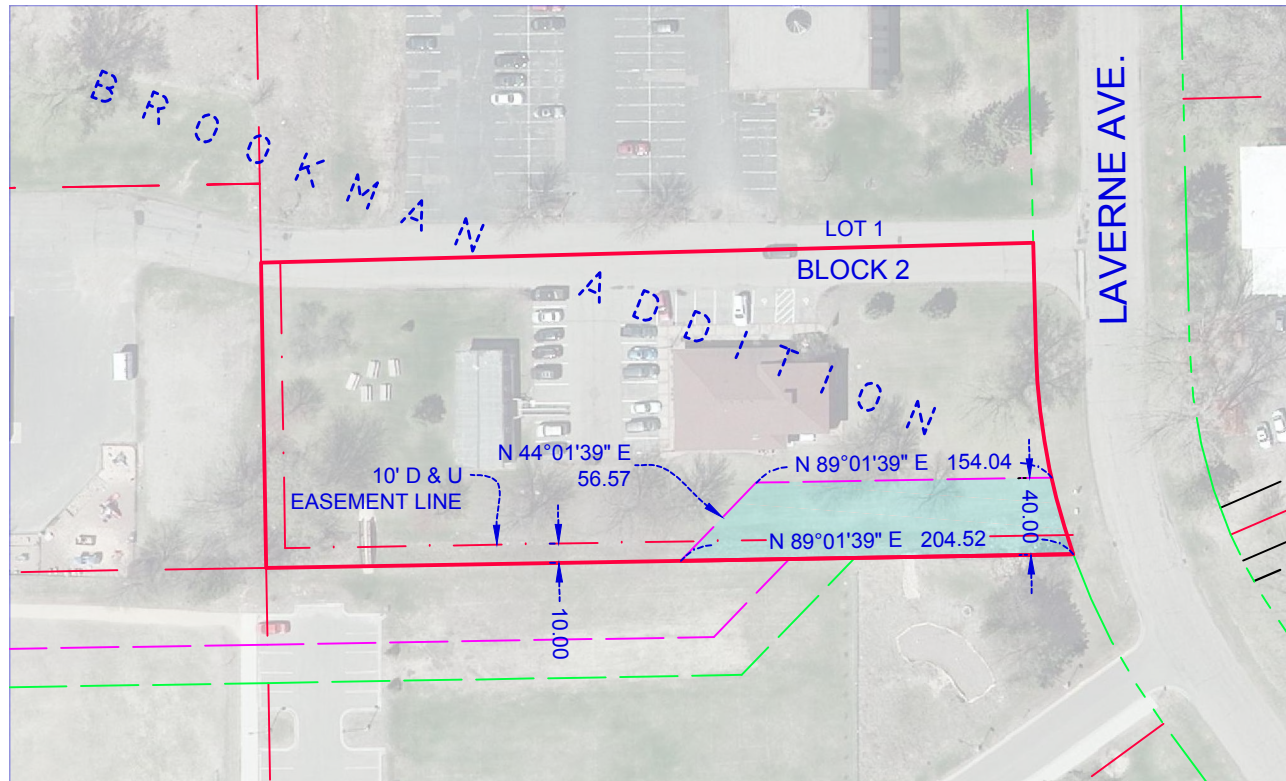 BROOKMAN ADDITION
LAVERNE AVE.
LOT 1
BLOCK 2
N 44°01'39" E
56.57
N 89°01'39" E 154.04
10' D & U
EASEMENT LINE
40.00
N 89°01'39" E 204.52
10.00